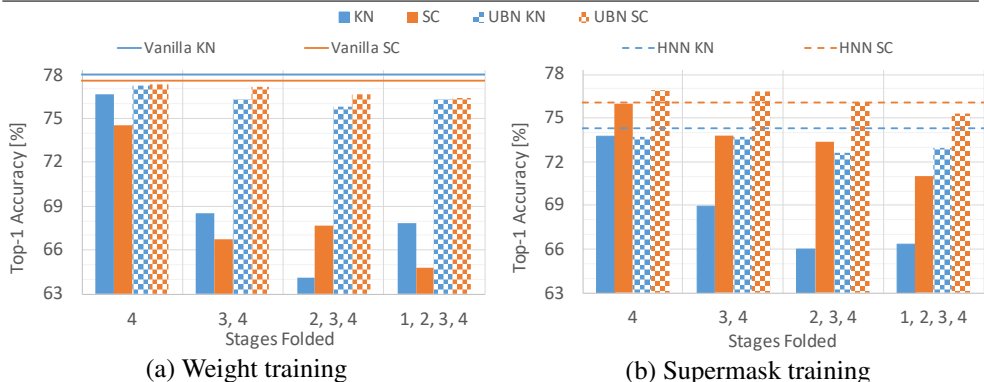 KN SC UBN KN UBN SC
Vanilla KN Vanilla SC
HNN KN HNN SC
Top-1 Accuracy [%]
78
75
72
69
66
63
4 3, 4 2, 3, 4 1, 2, 3, 4
Stages Folded
(a) Weight training
Top-1 Accuracy [%]
78
75
72
69
66
63
4 3, 4 2, 3, 4 1, 2, 3, 4
Stages Folded
(b) Supermask training